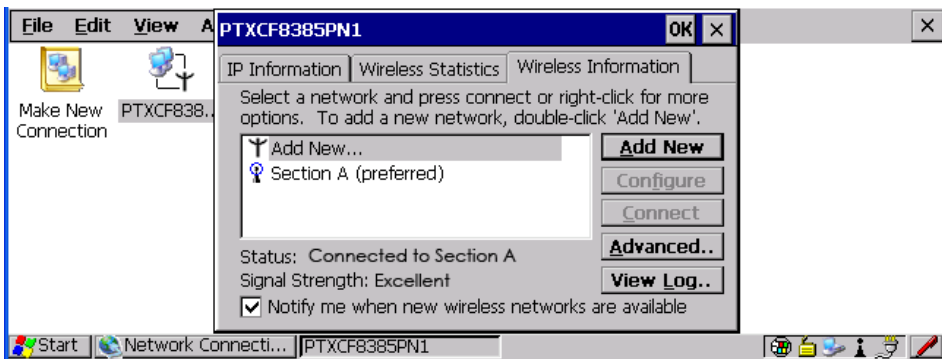 File Edit View A
PTXCF8385PN1 OK ×
×
Make New
Connection
PTXCF838..
IP Information Wireless Statistics Wireless Information
Select a network and press connect or right-click for more
options. To add a new network, double-click 'Add New'.
Add New...
Section A (preferred)
Add New
Configure
Connect
Advanced..
View Log..
Status: Connected to Section A
Signal Strength: Excellent
Notify me when new wireless networks are available
Start Network Connecti... PTXCF8385PN1